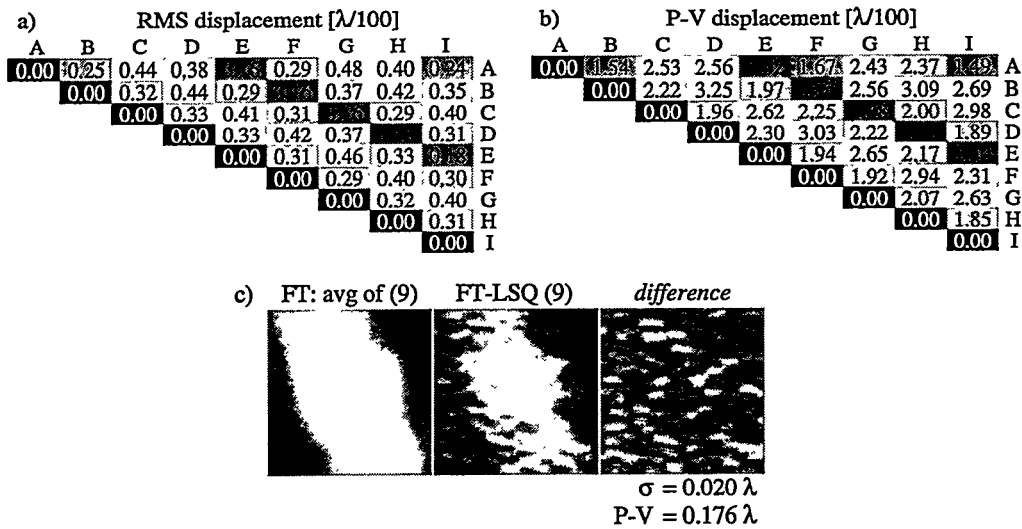 a) RMS displacement [λ/100]
A B C D E F G H I
0.00 0.25 0.44 0.38 0.29 0.48 0.40 0.24 A
0.00 0.32 0.44 0.29 0.37 0.42 0.35 B
0.00 0.33 0.41 0.31 0.29 0.40 C
0.00 0.33 0.42 0.37 0.31 D
0.00 0.31 0.46 0.33 E
0.00 0.29 0.40 0.30 F
0.00 0.32 0.40 G
0.00 0.31 H
0.00 I
b) P-V displacement [λ/100]
A B C D E F G H I
0.00 1.54 2.53 2.56 1.67 2.43 2.37 1.49 A
0.00 2.22 3.25 1.97 2.56 3.09 2.69 B
0.00 1.96 2.62 2.25 2.00 2.98 C
0.00 2.30 3.03 2.22 1.89 D
0.00 1.94 2.65 2.17 E
0.00 1.92 2.94 2.31 F
0.00 2.07 2.63 G
0.00 1.85 H
0.00 I
c) FT: avg of (9) FT-LSQ (9) difference
σ = 0.020 λ
P-V = 0.176 λ